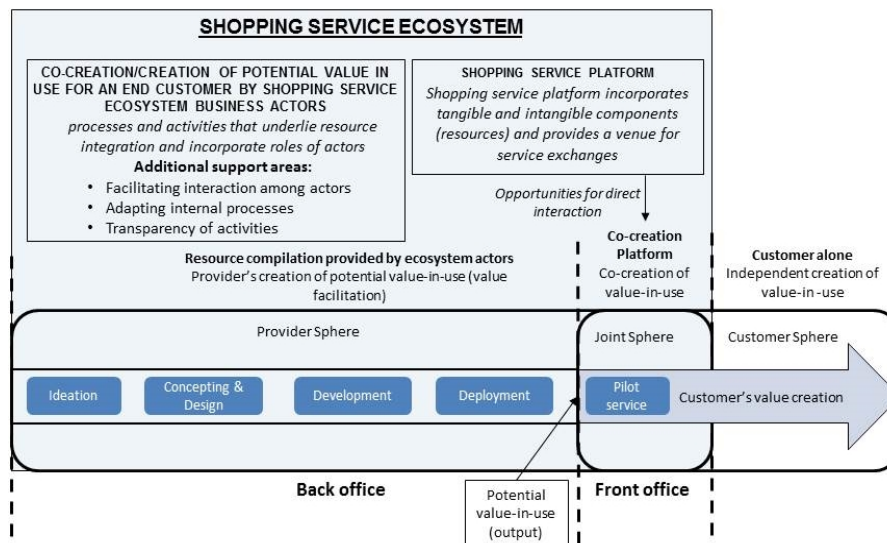 SHOPPING SERVICE ECOSYSTEM
CO-CREATION/CREATION OF POTENTIAL VALUE IN
USE FOR AN END CUSTOMER BY SHOPPING SERVICE
ECOSYSTEM BUSINESS ACTORS
processes and activities that underlie resource
integration and incorporate roles of actors
Additional support areas:
• Facilitating interaction among actors
• Adapting internal processes
• Transparency of activities
SHOPPING SERVICE PLATFORM
Shopping service platform incorporates
tangible and intangible components
(resources) and provides a venue for
service exchanges
Opportunities for direct
interaction
Resource compilation provided by ecosystem actors
Provider's creation of potential value-in-use (value
facilitation)
Co-creation
Platform
Co-creation of
value-in-use
Customer alone
Independent creation of
value-in-use
Provider Sphere
Joint Sphere
Customer Sphere
Ideation
Concepting &
Design
Development
Deployment
Pilot
service
Customer's value creation
Back office
Potential
value-in-use
(output)
Front office